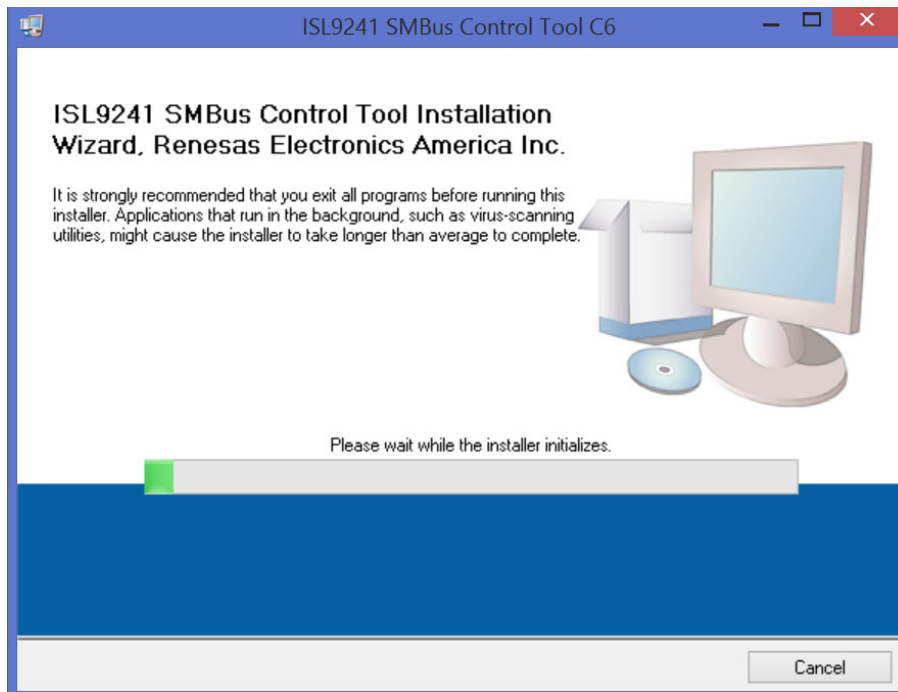 ISL9241 SMBus Control Tool C6
ISL9241 SMBus Control Tool Installation
Wizard, Renesas Electronics America Inc.
It is strongly recommended that you exit all programs before running this
installer. Applications that run in the background, such as virus-scanning
utilities, might cause the installer to take longer than average to complete.
Please wait while the installer initializes.
Cancel